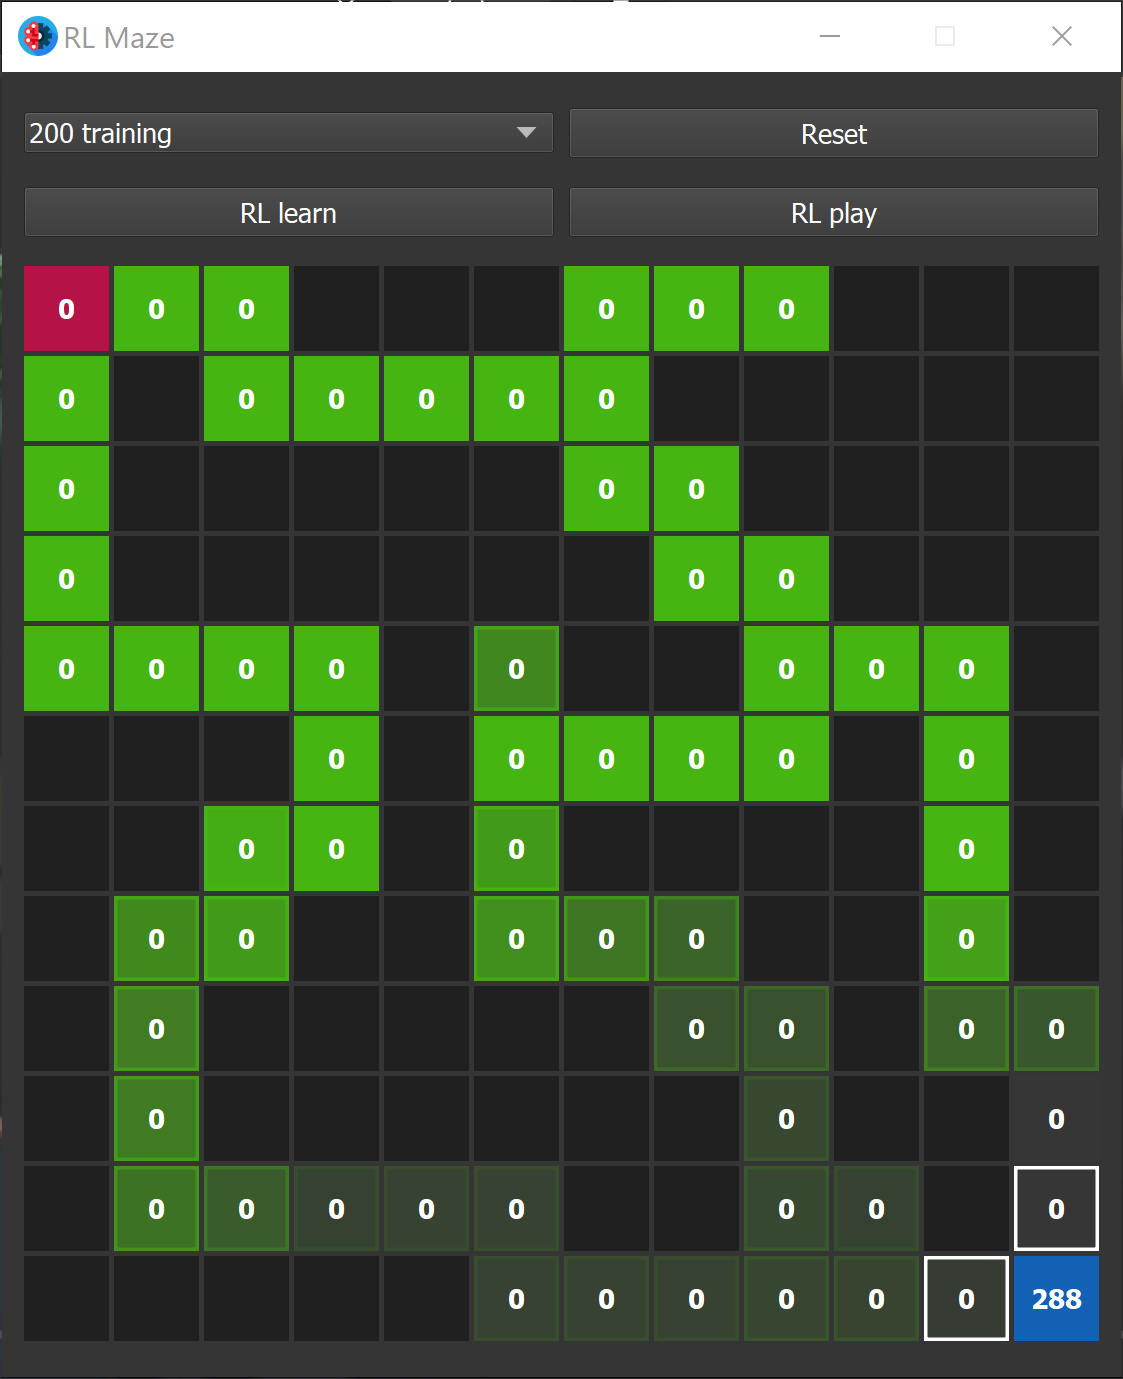 RL Maze
200 training Reset
RL learn RL play
0 0 0 0 0 0
0 0 0 0 0 0
0 0 0
0 0 0
0 0 0 0 0 0 0 0
0 0 0 0 0 0
0 0 0 0
0 0 0 0 0 0
0 0 0 0 0
0 0 0
0 0 0 0 0 0 0 0
0 0 0 0 0 0 288